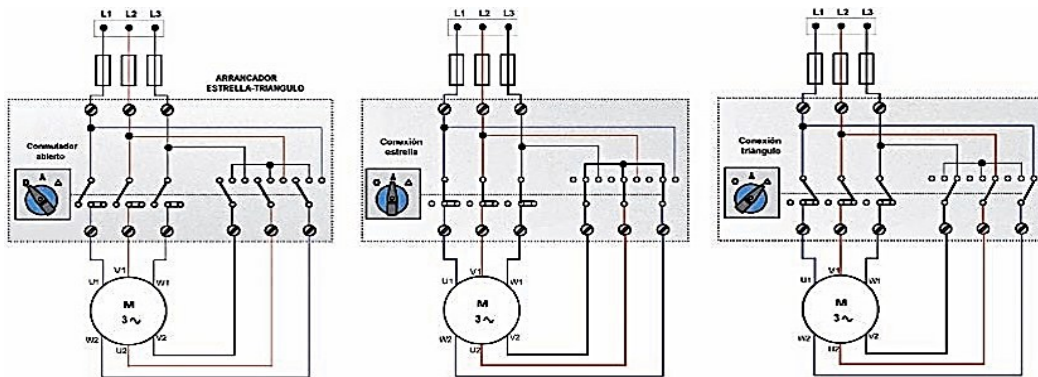 L1 L2 L3
ARRANCADOR
ESTRELLA-TRIANGULO
Conmutador
abierto
U1 V1 W1
M
3~
W2 U2 V2
L1 L2 L3
Conexión
estrella
U1 V1 W1
M
3~
W2 U2 V2
L1 L2 L3
Conexión
triángulo
U1 V1 W1
M
3~
W2 U2 V2